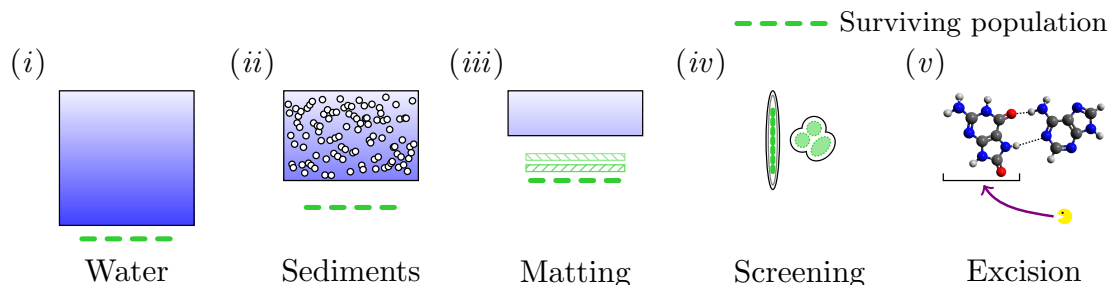 Surviving population
(i) (ii) (iii) (iv) (v)
Water Sediments Matting Screening Excision